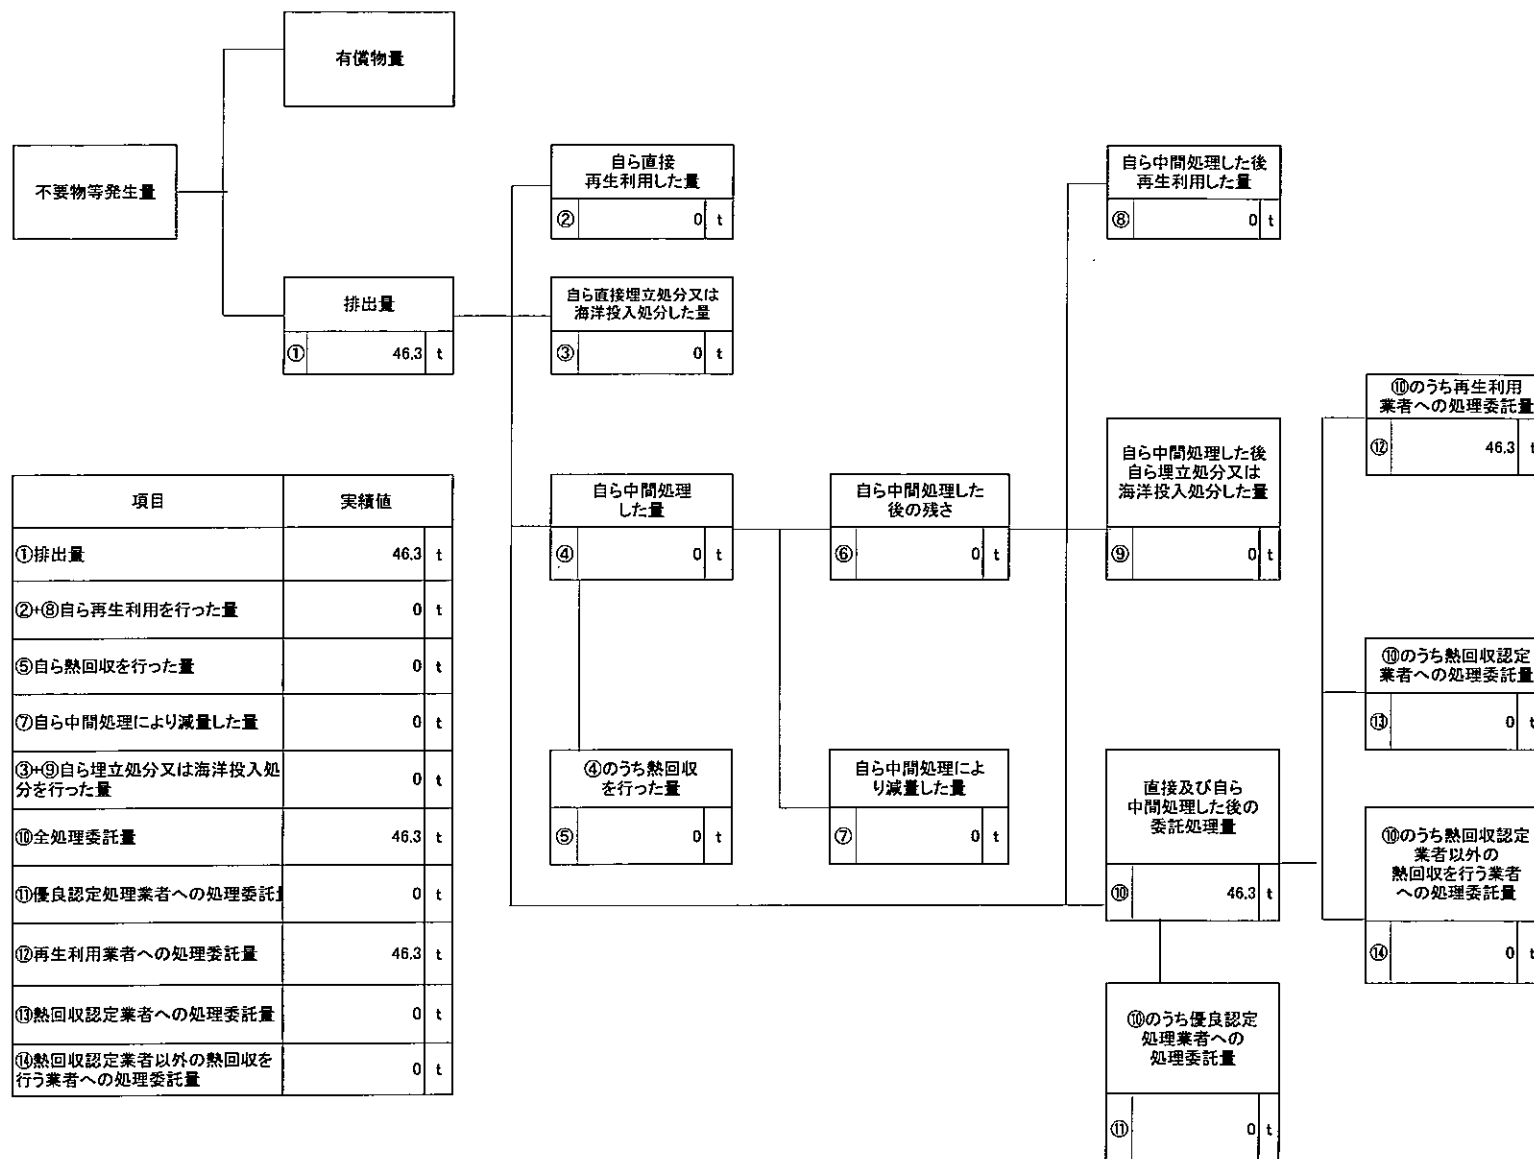 有償物量
不要物等発生量
排出量
① 46.3 t
自ら直接
再生利用した量
② 0 t
自ら直接埋立処分又は
海洋投入処分した量
③ 0 t
自ら中間処理した後
再生利用した量
⑧ 0 t
自ら中間処理
した量
④ 0 t
自ら中間処理した
後の残さ
⑥ 0 t
自ら中間処理した後
自ら埋立処分又は
海洋投入処分した量
⑨ 0 t
⑩のうち再生利用
業者への処理委託量
⑫ 46.3 t
⑩のうち熱回収認定
業者への処理委託量
⑬ 0 t
④のうち熱回収
を行った量
⑤ 0 t
自ら中間処理によ
り減量した量
⑦ 0 t
直接及び自ら
中間処理した後の
委託処理量
⑩ 46.3 t
⑩のうち熱回収認定
業者以外の
熱回収を行う業者
への処理委託量
⑭ 0 t
⑩のうち優良認定
処理業者への
処理委託量
⑪ 0 t
項目 実績値
①排出量 46.3 t
②+⑧自ら再生利用を行った量 0 t
⑤自ら熱回収を行った量 0 t
⑦自ら中間処理により減量した量 0 t
③+⑨自ら埋立処分又は海洋投入処
分を行った量 0 t
⑩全処理委託量 46.3 t
⑪優良認定処理業者への処理委託 0 t
⑫再生利用業者への処理委託量 46.3 t
⑬熱回収認定業者への処理委託量 0 t
⑭熱回収認定業者以外の熱回収を
行う業者への処理委託量 0 t